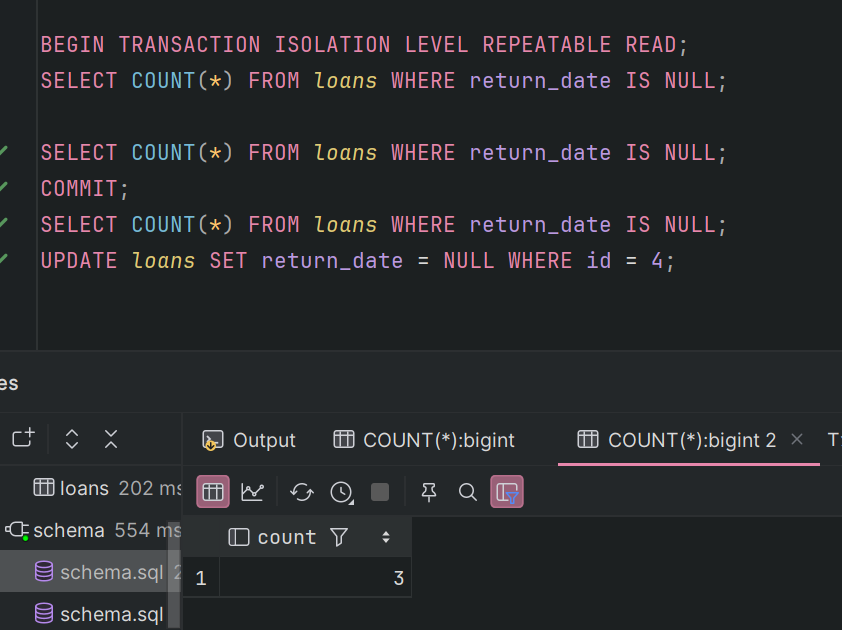 BEGIN TRANSACTION ISOLATION LEVEL REPEATABLE READ;
SELECT COUNT(*) FROM loans WHERE return_date IS NULL;
SELECT COUNT(*) FROM loans WHERE return_date IS NULL;
COMMIT;
SELECT COUNT(*) FROM loans WHERE return_date IS NULL;
UPDATE loans SET return_date = NULL WHERE id = 4;
es
Output COUNT(*):bigint COUNT(*):bigint 2
loans 202 ms
schema 554 ms
count
schema.sql 2
1 3
schema.sql